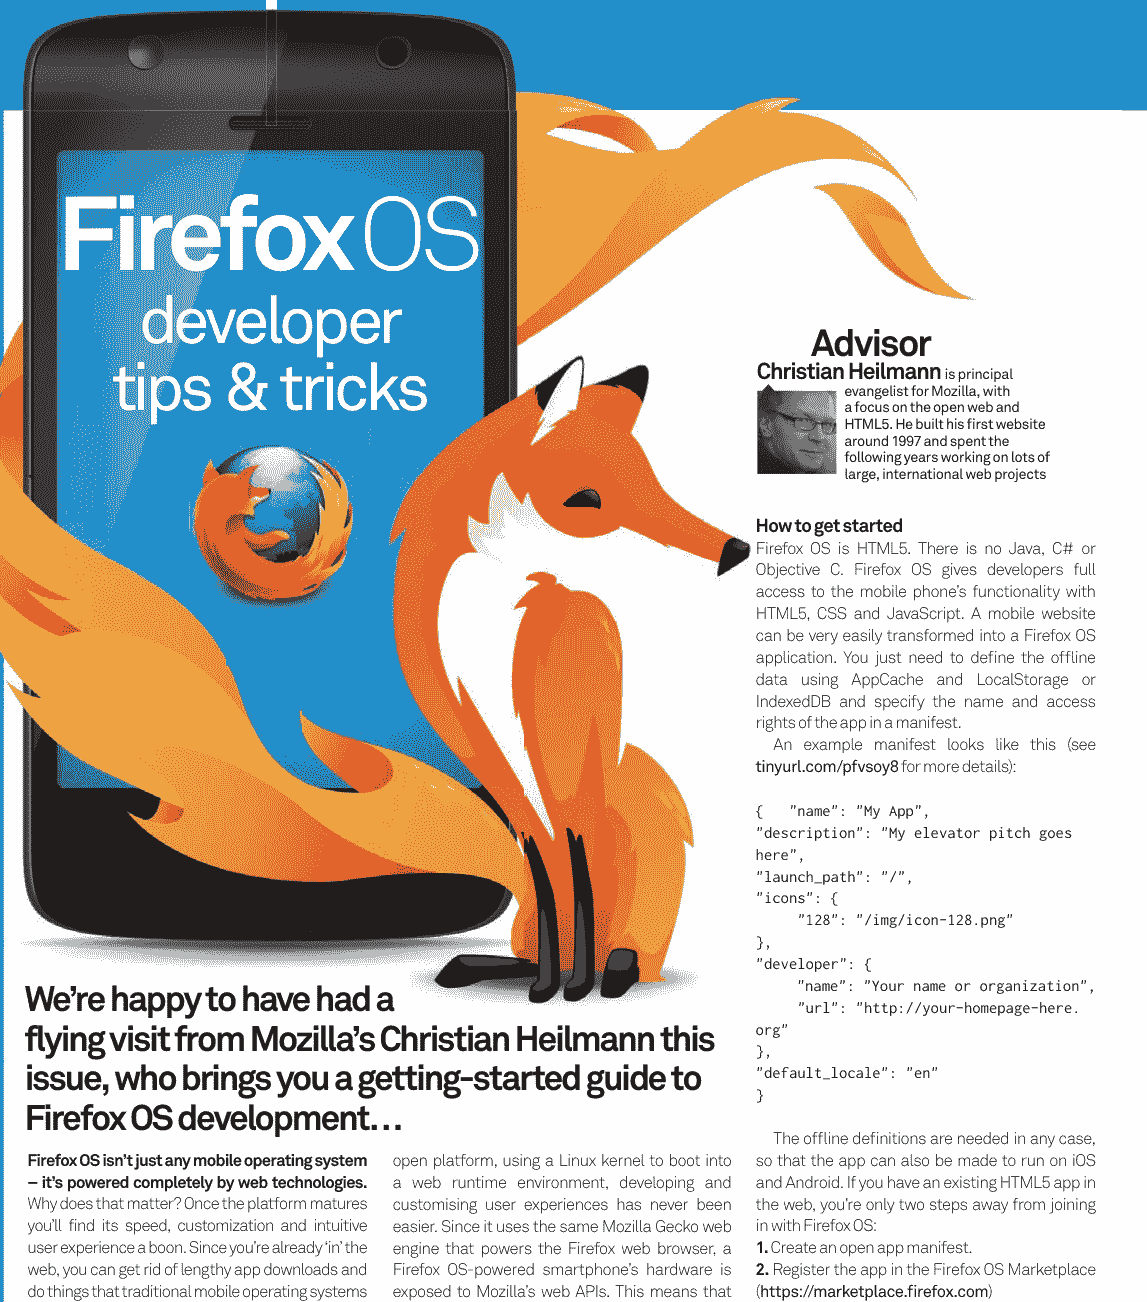 Firefox OS
developer
tips & tricks
We're happy to have had a
flying visit from Mozilla's Christian Heilmann this
issue, who brings you a getting-started guide to
Firefox OS development...
Firefox OS isn't just any mobile operating system
– it's powered completely by web technologies.
Why does that matter? Once the platform matures
you'll find its speed, customization and intuitive
user experience a boon. Since you're already 'in' the
web, you can get rid of lengthy app downloads and
do things that traditional mobile operating systems
open platform, using a Linux kernel to boot into
a web runtime environment, developing and
customising user experiences has never been
easier. Since it uses the same Mozilla Gecko web
engine that powers the Firefox web browser, a
Firefox OS-powered smartphone's hardware is
exposed to Mozilla's web APIs. This means that
Advisor
Christian Heilmann is principal
evangelist for Mozilla, with
a focus on the open web and
HTML5. He built his first website
around 1997 and spent the
following years working on lots of
large, international web projects
How to get started
Firefox OS is HTML5. There is no Java, C# or
Objective C. Firefox OS gives developers full
access to the mobile phone's functionality with
HTML5, CSS and JavaScript. A mobile website
can be very easily transformed into a Firefox OS
application. You just need to define the offline
data using AppCache and LocalStorage or
IndexedDB and specify the name and access
rights of the app in a manifest.
An example manifest looks like this (see
tinyurl.com/pfvsoy8 for more details):
{   "name": "My App",
"description": "My elevator pitch goes
here",
"launch_path": "/",
"icons": {
     "128": "/img/icon-128.png"
},
"developer": {
     "name": "Your name or organization",
     "url": "http://your-homepage-here.
org"
},
"default_locale": "en"
}
The offline definitions are needed in any case,
so that the app can also be made to run on iOS
and Android. If you have an existing HTML5 app in
the web, you're only two steps away from joining
in with Firefox OS:
1. Create an open app manifest.
2. Register the app in the Firefox OS Marketplace
(https://marketplace.firefox.com)